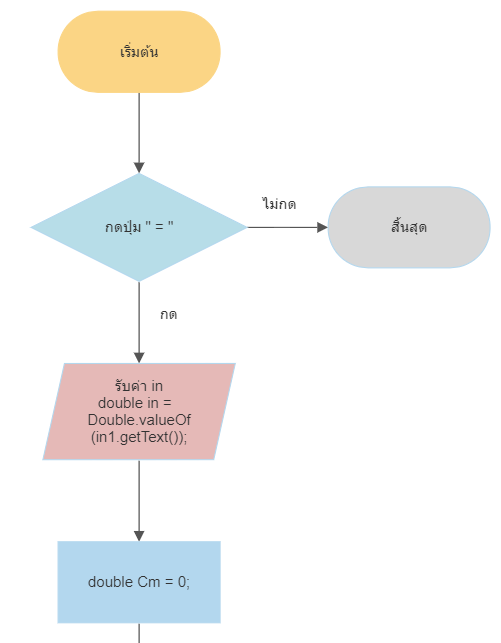 เริ่มต้น
กดปุ่ม " = "
ไม่กด
สิ้นสุด
กด
รับค่า in
double in =
Double.valueOf
(in1.getText());
double Cm = 0;